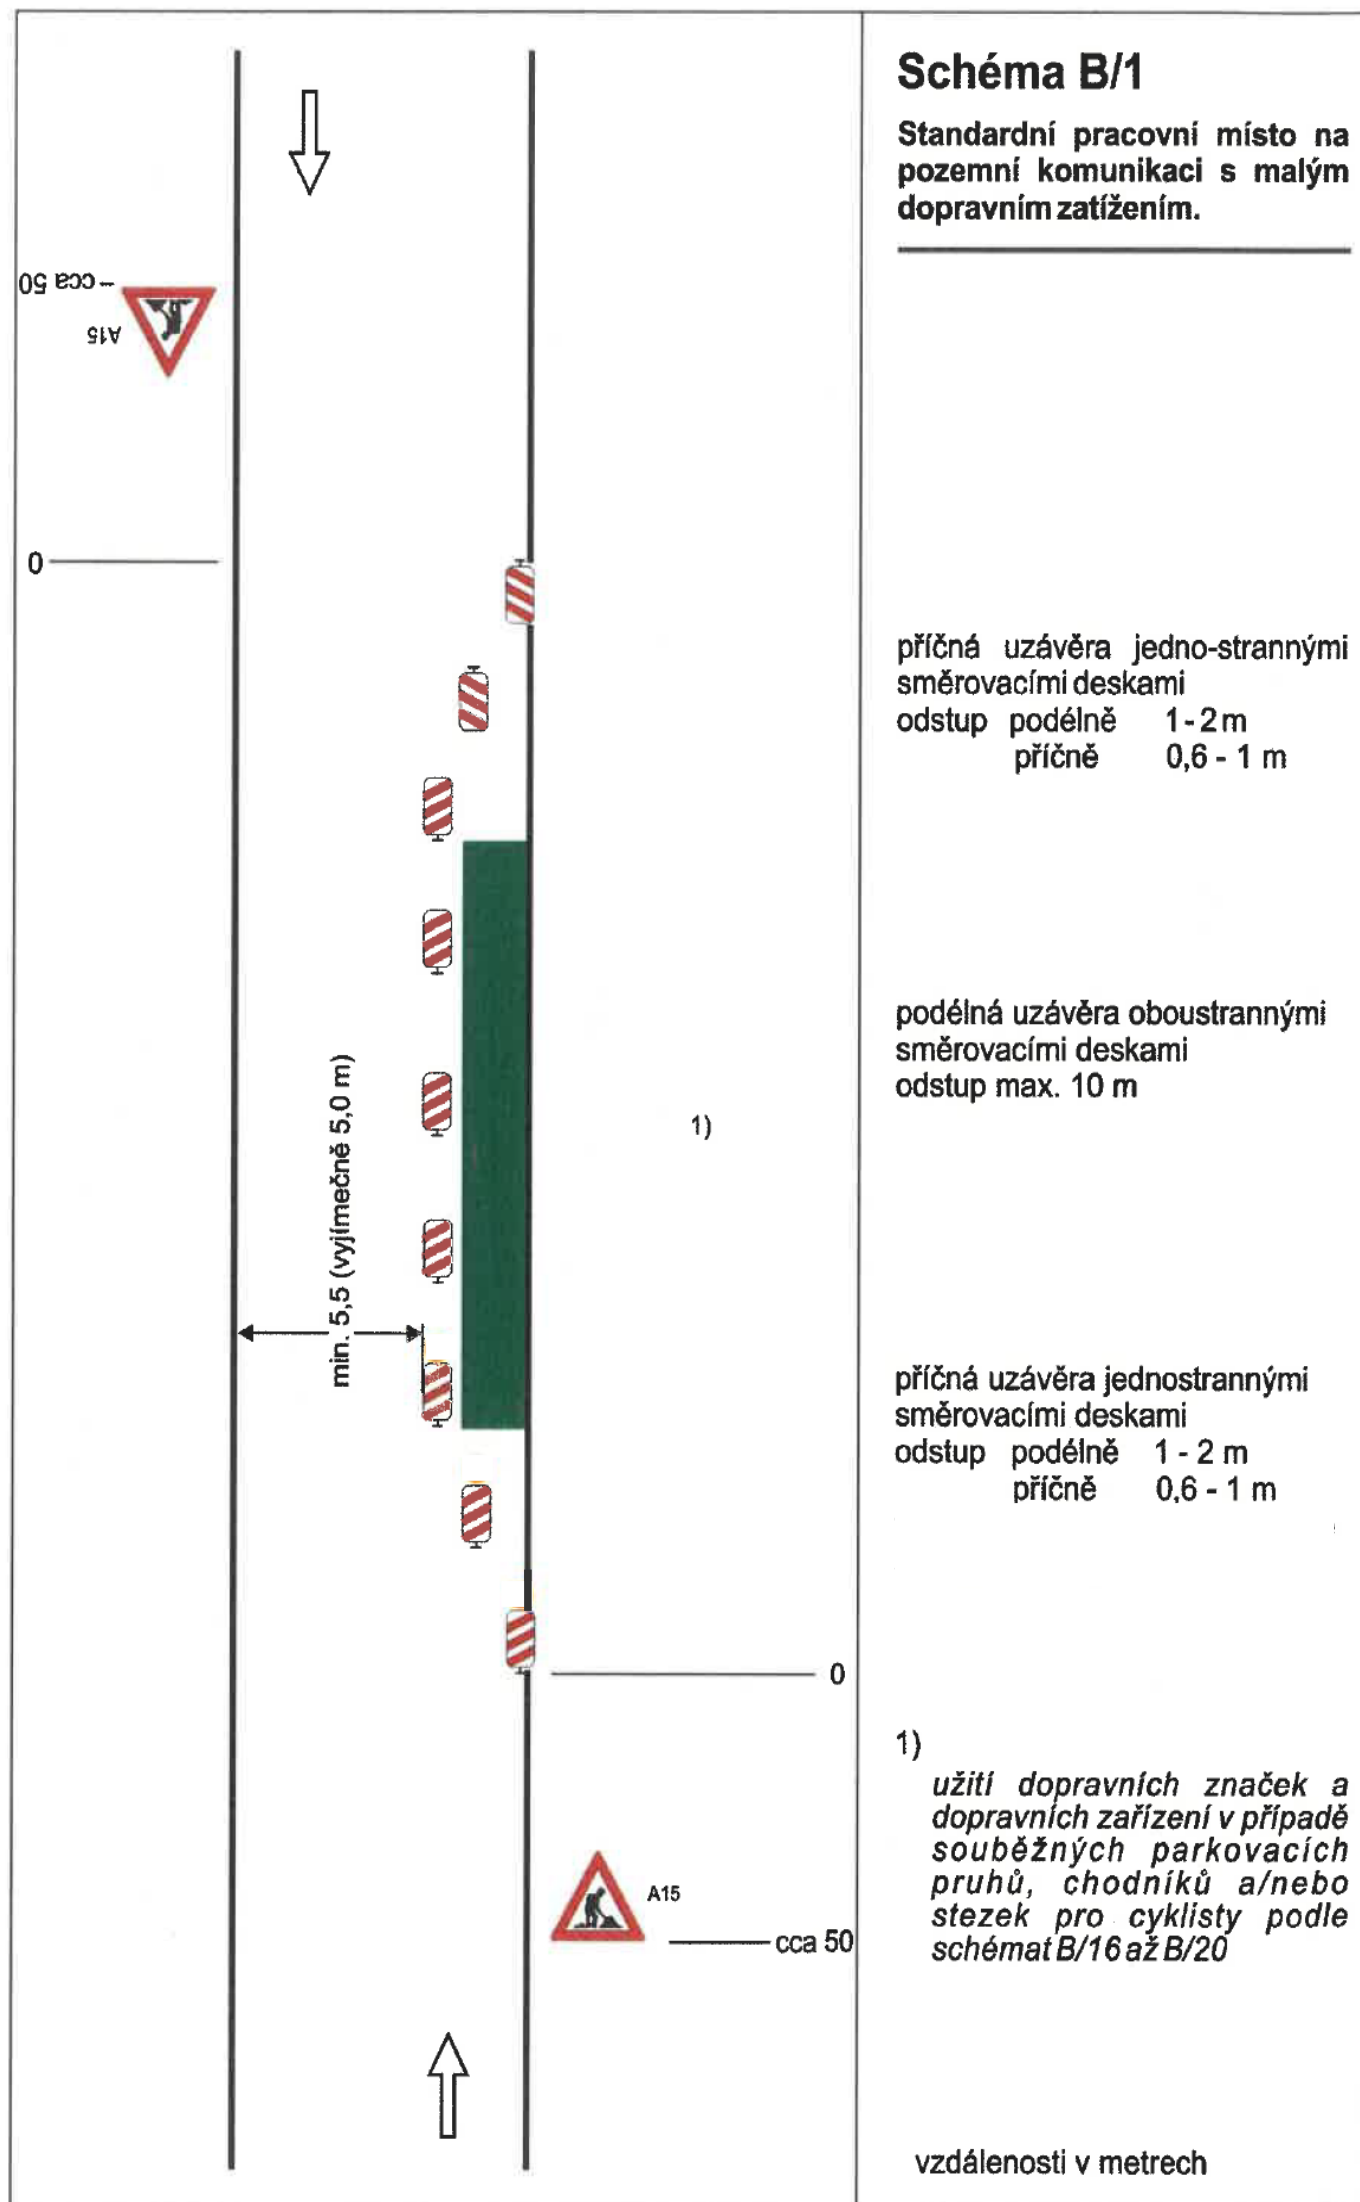 Schéma B/1
Standardní pracovní místo na
pozemní komunikaci s malým
dopravním zatížením.
cca 50
A15
0
příčná uzávěra jedno-strannými
směrovacími deskami
odstup podélně 1 - 2 m
příčně 0,6 - 1 m
podélná uzávěra oboustrannými
směrovacími deskami
odstup max. 10 m
1)
min. 5,5 (vyjímečně 5,0 m)
příčná uzávěra jednostrannými
směrovacími deskami
odstup podélně 1 - 2 m
příčně 0,6 - 1 m
0
1)
užití dopravních značek a
dopravních zařízení v případě
souběžných parkovacích
pruhů, chodníků a/nebo
stezek pro cyklisty podle
schémat B/16 až B/20
A15
cca 50
vzdálenosti v metrech